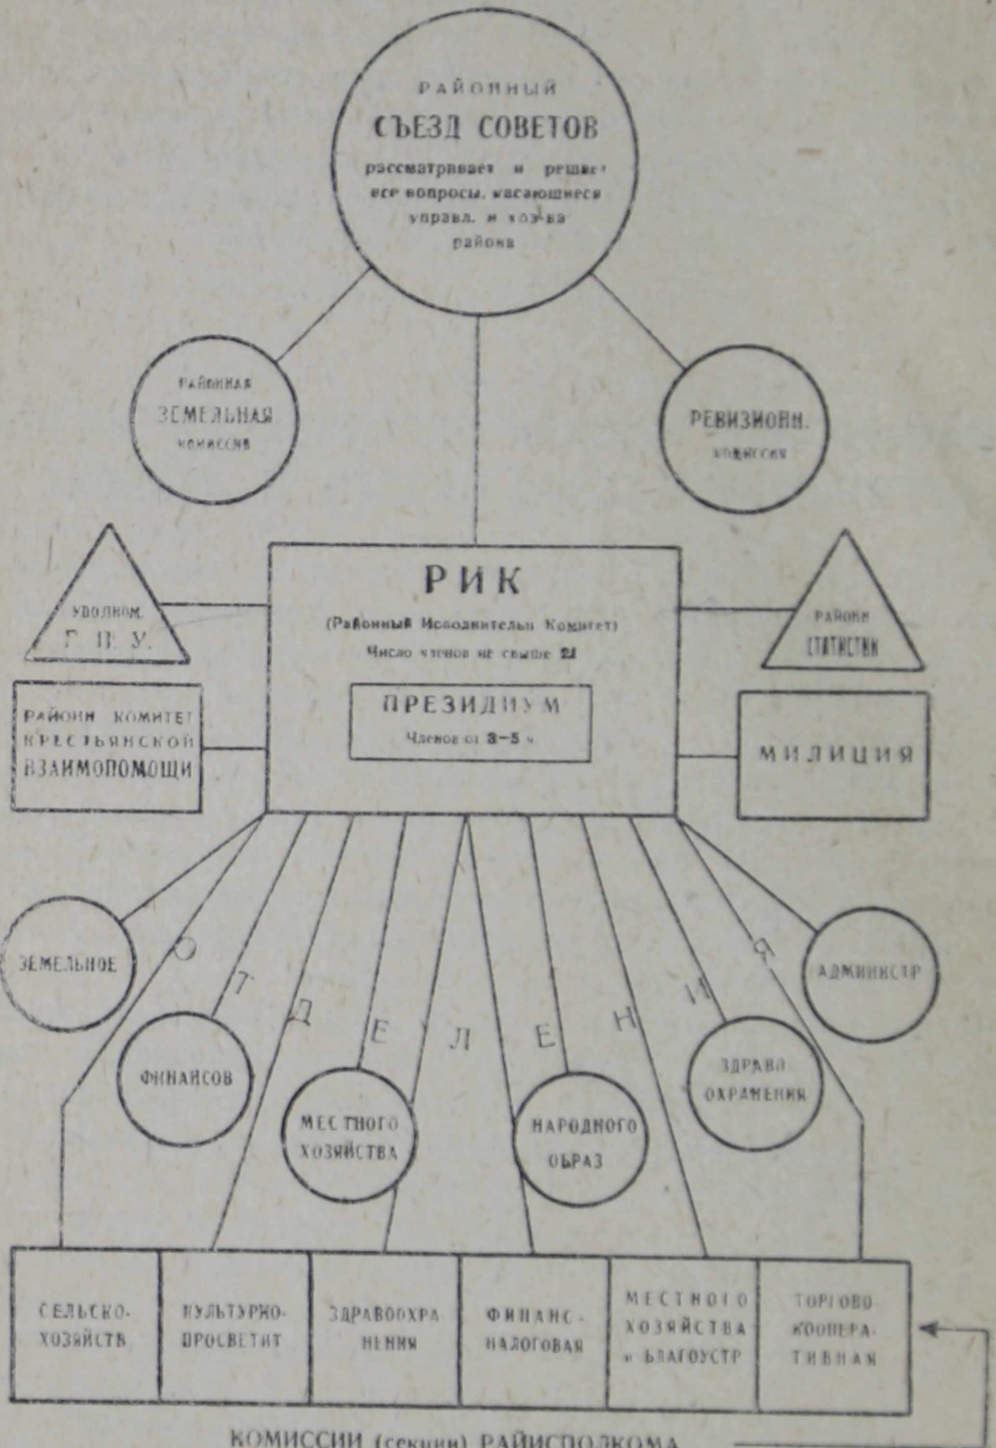 РАЙОННЫЙ
СЪЕЗД СОВЕТОВ
рассматривает и решает
все вопросы, касающиеся
управл. и хоз-ва
района
РАЙОННАЯ
ЗЕМЕЛЬНАЯ
КОМИССИЯ
РЕВИЗИОНН.
КОМИССИЯ
УПОЛНОМ.
Г. П. У.
РИК
(Районный Исполнительн Комитет)
Число членов не свыше 21
ПРЕЗИДИУМ
Членов от 3–5 ч
РАЙОНН
СТАТИСТИК
РАЙОНН КОМИТЕТ
КРЕСТЬЯНСКОЙ
ВЗАИМОПОМОЩИ
МИЛИЦИЯ
ОТДЕЛЕНИЯ
ЗЕМЕЛЬНОЕ
ФИНАНСОВ
МЕСТНОГО
ХОЗЯЙСТВА
НАРОДНОГО
ОБРАЗ
ЗДРАВО
ОХРАНЕНИЯ
АДМИНИСТР
СЕЛЬСКО-
ХОЗЯЙСТВ
КУЛЬТУРНО-
ПРОСВЕТИТ
ЗДРАВООХРА
НЕНИЯ
ФИНАНС-
НАЛОГОВАЯ
МЕСТНОГО
ХОЗЯЙСТВА
и БЛАГОУСТР
ТОРГОВО
КООПЕРА-
ТИВНАЯ
КОМИССИИ (секции) РАЙИСПОЛКОМА